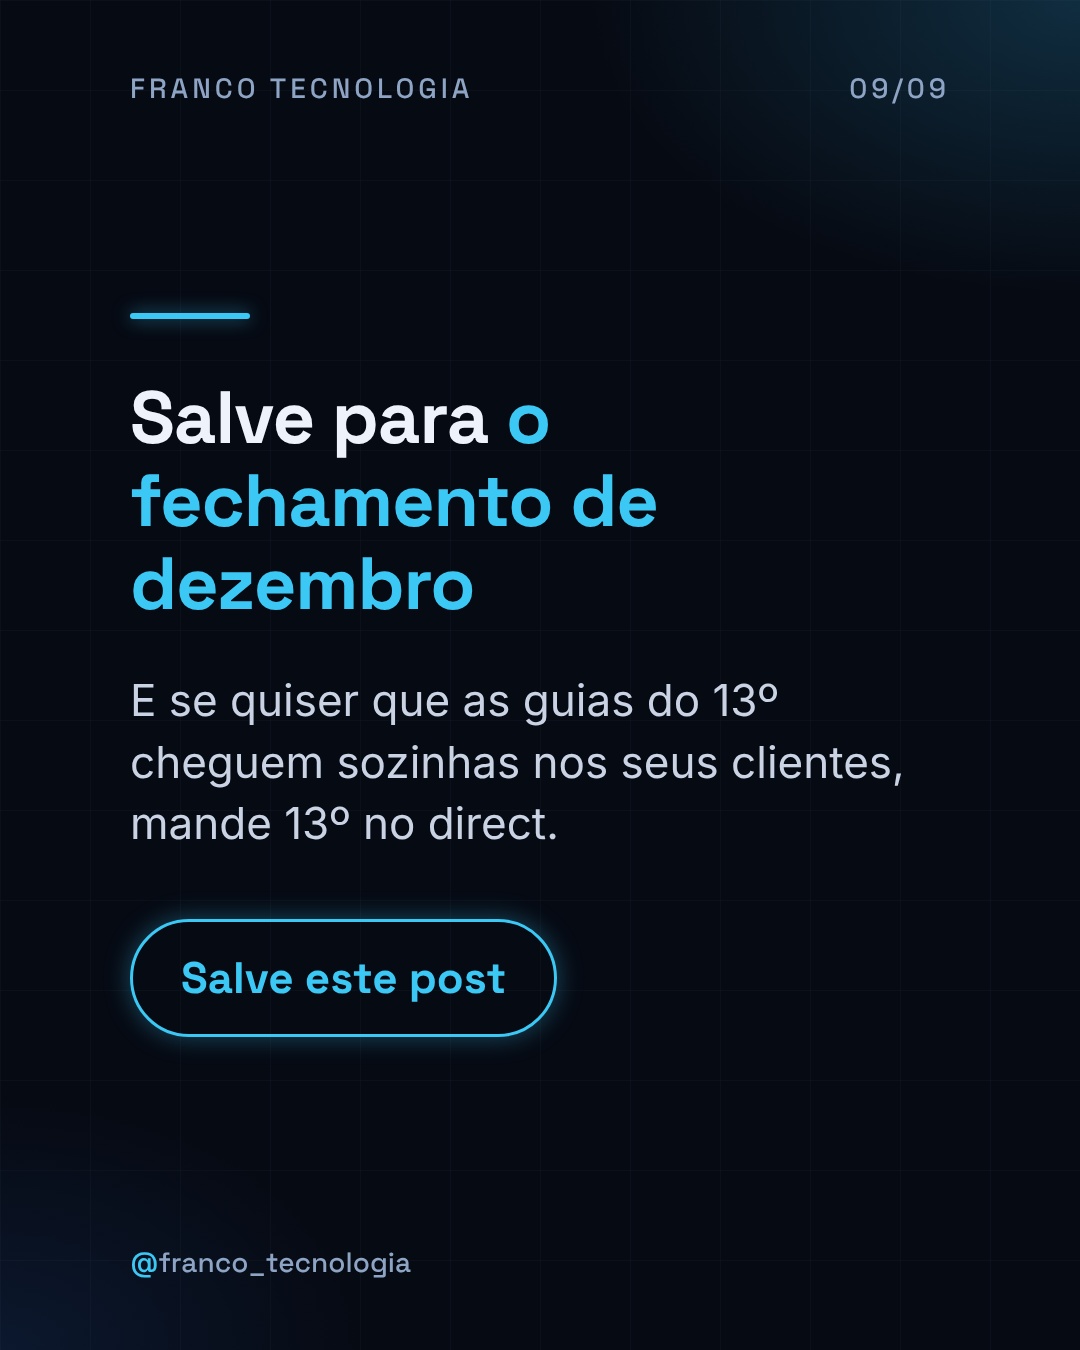 FRANCO TECNOLOGIA
09/09
Salve para o
fechamento de
dezembro
E se quiser que as guias do 13º
cheguem sozinhas nos seus clientes,
mande 13º no direct.
Salve este post
@franco_tecnologia